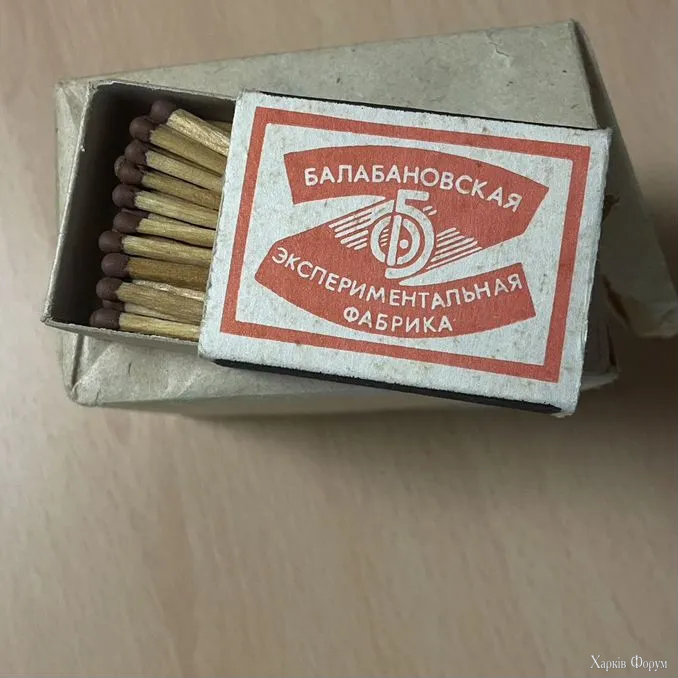 БАЛАБАНОВСКАЯ
ЭКСПЕРИМЕНТАЛЬНАЯ
ФАБРИКА
Харків Форум